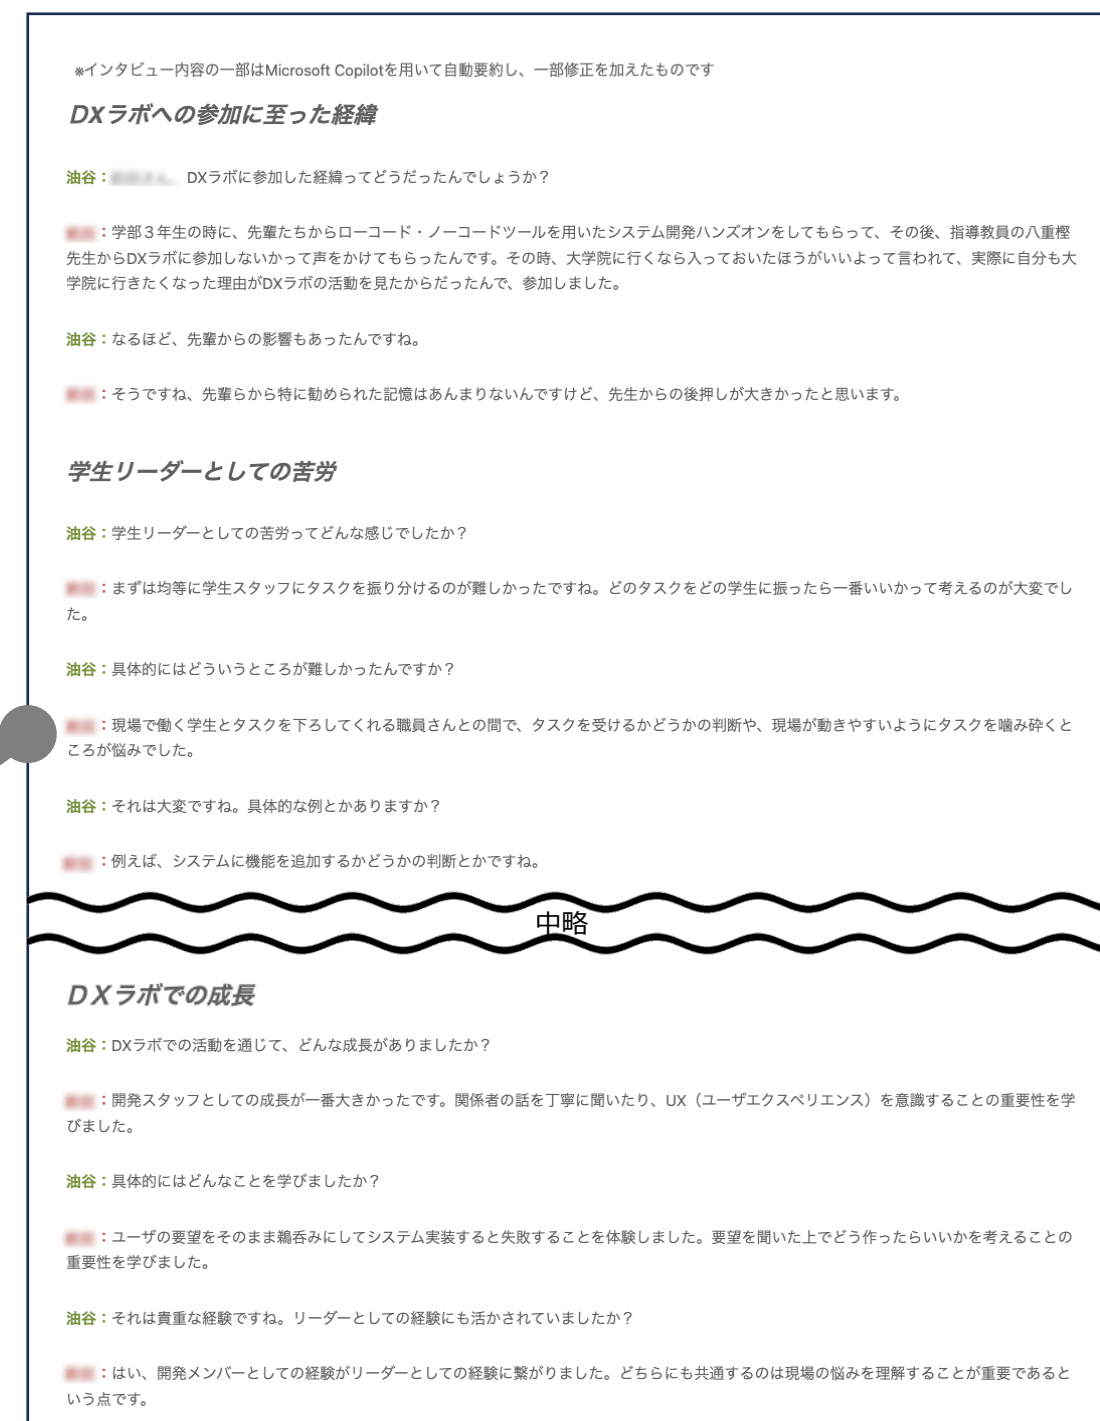 ※インタビュー内容の一部はMicrosoft Copilotを用いて自動要約し、一部修正を加えたものです
DXラボへの参加に至った経緯
油谷： DXラボに参加した経緯ってどうだったんでしょうか？
：学部３年生の時に、先輩たちからローコード・ノーコードツールを用いたシステム開発ハンズオンをしてもらって、その後、指導教員の八重樫
先生からDXラボに参加しないかって声をかけてもらったんです。その時、大学院に行くなら入っておいたほうがいいよって言われて、実際に自分も大
学院に行きたくなった理由がDXラボの活動を見たからだったんで、参加しました。
油谷：なるほど、先輩からの影響もあったんですね。
：そうですね、先輩らから特に勧められた記憶はあんまりないんですけど、先生からの後押しが大きかったと思います。
学生リーダーとしての苦労
油谷：学生リーダーとしての苦労ってどんな感じでしたか？
：まずは均等に学生スタッフにタスクを振り分けるのが難しかったですね。どのタスクをどの学生に振ったら一番いいかって考えるのが大変でし
た。
油谷：具体的にはどういうところが難しかったんですか？
：現場で働く学生とタスクを下ろしてくれる職員さんとの間で、タスクを受けるかどうかの判断や、現場が動きやすいようにタスクを噛み砕くと
ころが悩みでした。
油谷：それは大変ですね。具体的な例とかありますか？
：例えば、システムに機能を追加するかどうかの判断とかですね。
中略
ＤＸラボでの成長
油谷：DXラボでの活動を通じて、どんな成長がありましたか？
：開発スタッフとしての成長が一番大きかったです。関係者の話を丁寧に聞いたり、UX（ユーザエクスペリエンス）を意識することの重要性を学
びました。
油谷：具体的にはどんなことを学びましたか？
：ユーザの要望をそのまま鵜呑みにしてシステム実装すると失敗することを体験しました。要望を聞いた上でどう作ったらいいかを考えることの
重要性を学びました。
油谷：それは貴重な経験ですね。リーダーとしての経験にも活かされていましたか？
：はい、開発メンバーとしての経験がリーダーとしての経験に繋がりました。どちらにも共通するのは現場の悩みを理解することが重要であると
いう点です。